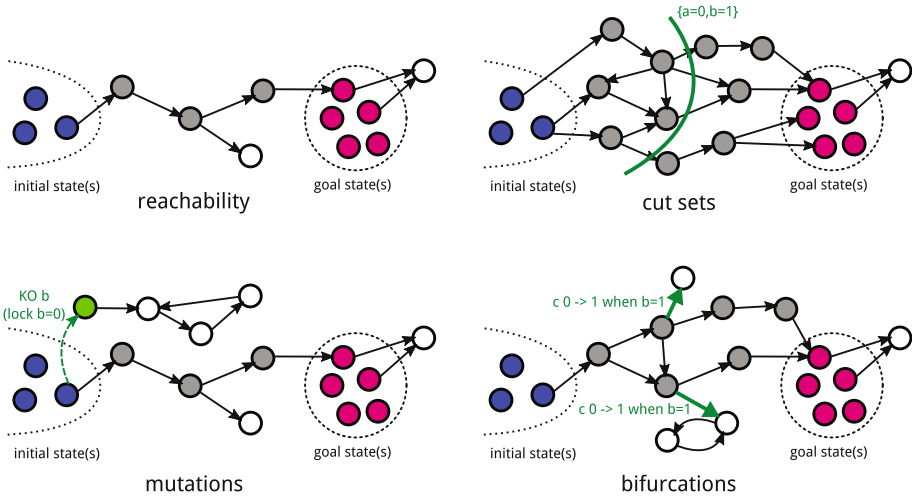 initial state(s)
goal state(s)
reachability
{a=0,b=1}
initial state(s)
goal state(s)
cut sets
KO b
(lock b=0)
initial state(s)
goal state(s)
mutations
c 0 -> 1 when b=1
c 0 -> 1 when b=1
initial state(s)
goal state(s)
bifurcations